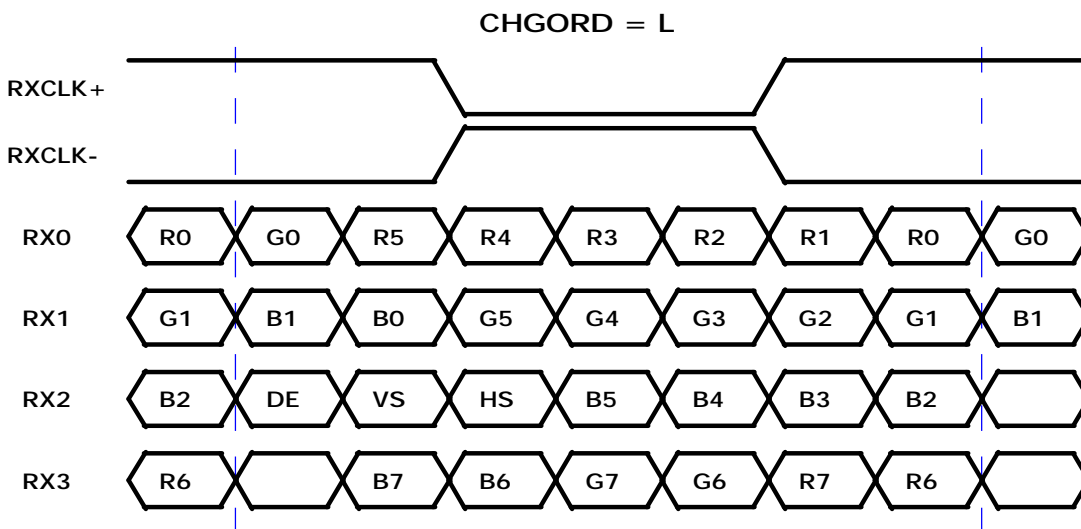 CHGORD = L
RXCLK+
RXCLK-
RX0 R0 G0 R5 R4 R3 R2 R1 R0 G0
RX1 G1 B1 B0 G5 G4 G3 G2 G1 B1
RX2 B2 DE VS HS B5 B4 B3 B2
RX3 R6 B7 B6 G7 G6 R7 R6